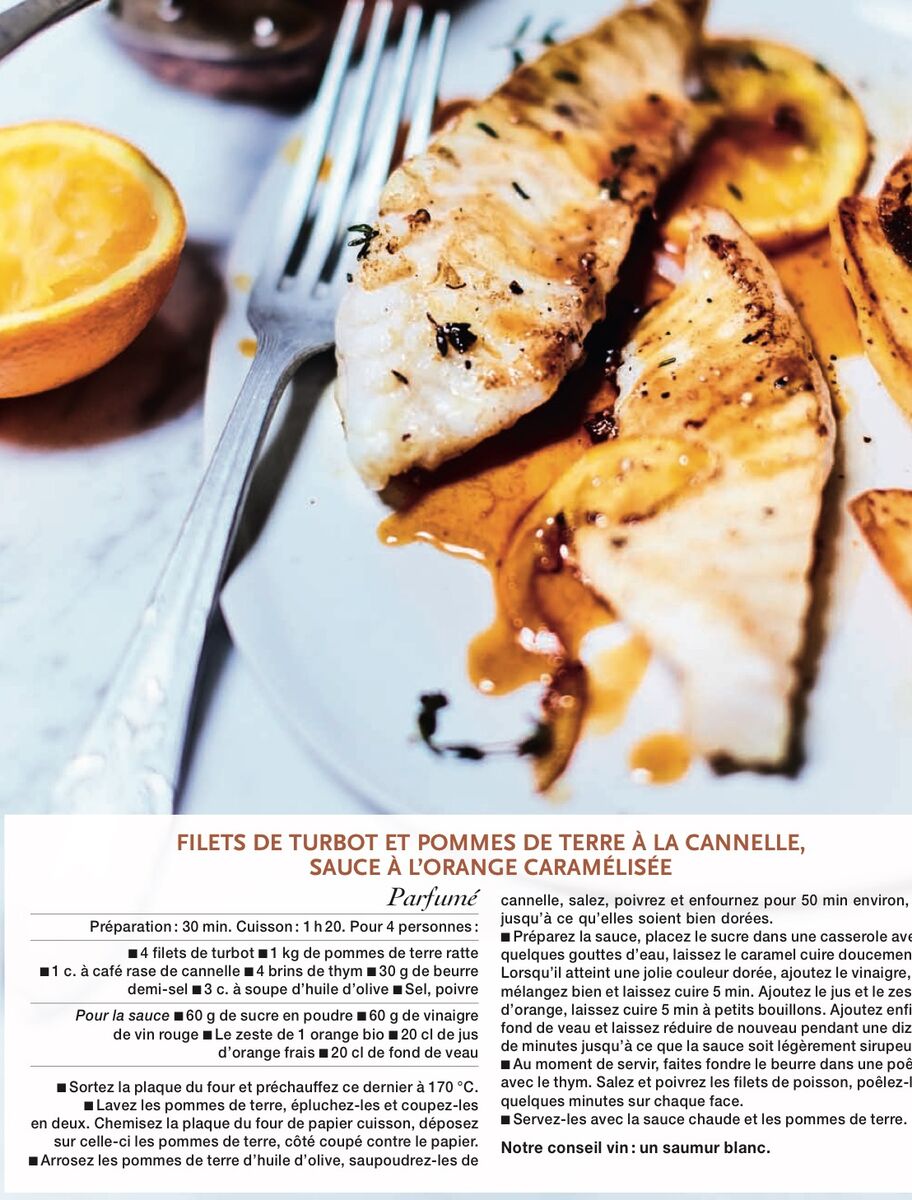 FILETS DE TURBOT ET POMMES DE TERRE À LA CANNELLE,
SAUCE À L'ORANGE CARAMÉLISÉE
Parfumé
Préparation : 30 min. Cuisson : 1 h 20. Pour 4 personnes :
■ 4 filets de turbot ■ 1 kg de pommes de terre ratte
■ 1 c. à café rase de cannelle ■ 4 brins de thym ■ 30 g de beurre
demi-sel ■ 3 c. à soupe d'huile d'olive ■ Sel, poivre
Pour la sauce ■ 60 g de sucre en poudre ■ 60 g de vinaigre
de vin rouge ■ Le zeste de 1 orange bio ■ 20 cl de jus
d'orange frais ■ 20 cl de fond de veau
■ Sortez la plaque du four et préchauffez ce dernier à 170 °C.
■ Lavez les pommes de terre, épluchez-les et coupez-les
en deux. Chemisez la plaque du four de papier cuisson, déposez
sur celle-ci les pommes de terre, côté coupé contre le papier.
■ Arrosez les pommes de terre d'huile d'olive, saupoudrez-les de
cannelle, salez, poivrez et enfournez pour 50 min environ,
jusqu'à ce qu'elles soient bien dorées.
■ Préparez la sauce, placez le sucre dans une casserole
quelques gouttes d'eau, laissez le caramel cuire
Lorsqu'il atteint une jolie couleur dorée, ajoutez le vinaigre,
mélangez bien et laissez cuire 5 min. Ajoutez le jus et le
d'orange, laissez cuire 5 min à petits bouillons. Ajoutez
fond de veau et laissez réduire de nouveau pendant une
de minutes jusqu'à ce que la sauce soit légèrement
■ Au moment de servir, faites fondre le beurre dans une
avec le thym. Salez et poivrez les filets de poisson,
quelques minutes sur chaque face.
■ Servez-les avec la sauce chaude et les pommes de terre.
Notre conseil vin : un saumur blanc.